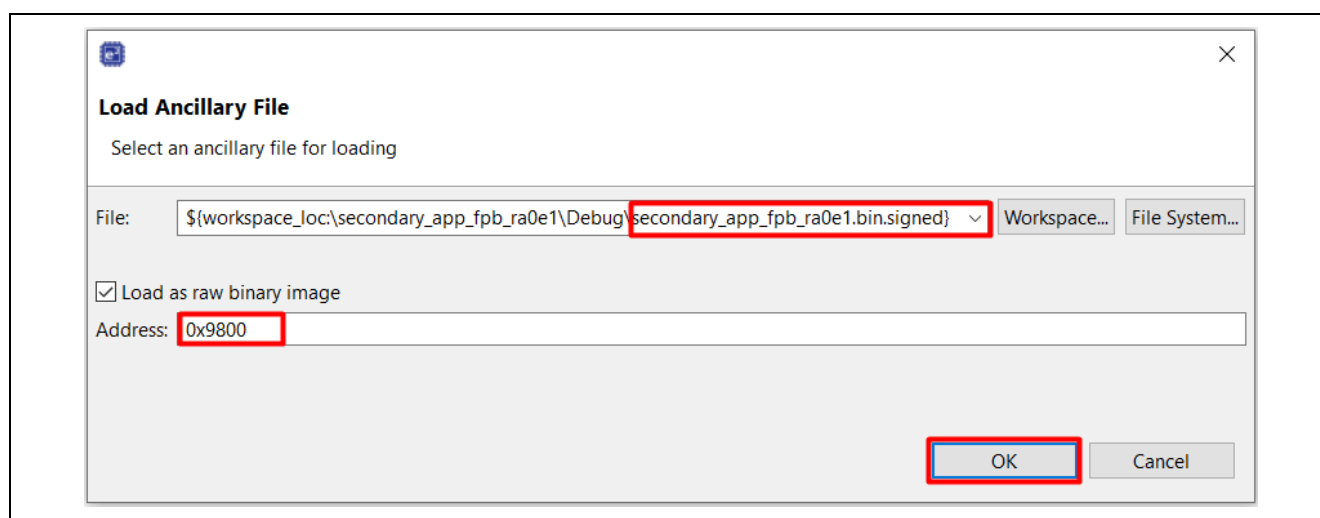 Load Ancillary File
Select an ancillary file for loading
File: ${workspace_loc:\secondary_app_fpb_ra0e1\Debug\secondary_app_fpb_ra0e1.bin.signed} Workspace... File System...
Load as raw binary image
Address: 0x9800
OK Cancel